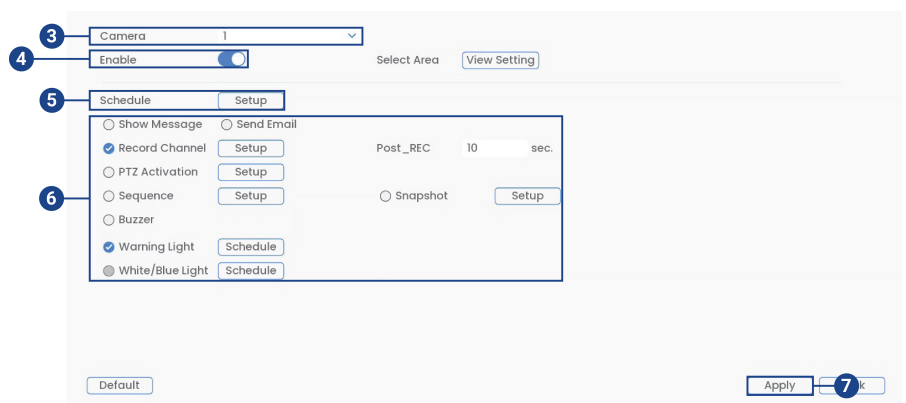 3 Camera 1
4 Enable Select Area View Setting
5 Schedule Setup
Show Message Send Email
Record Channel Setup Post_REC 10 sec.
PTZ Activation Setup
6 Sequence Setup Snapshot Setup
Buzzer
Warning Light Schedule
White/Blue Light Schedule
Default Apply 7